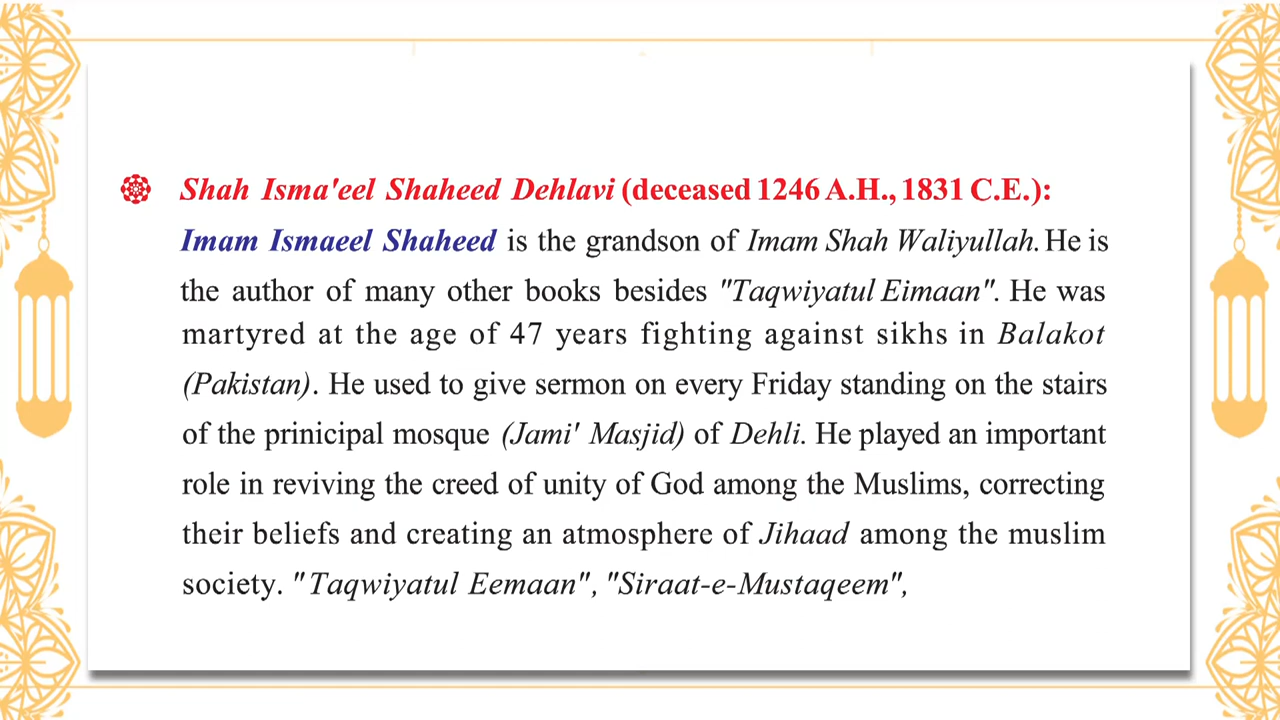 Shah Isma'eel Shaheed Dehlavi (deceased 1246 A.H., 1831 C.E.):
Imam Ismaeel Shaheed is the grandson of Imam Shah Waliyullah. He is
the author of many other books besides "Taqwiyatul Eimaan". He was
martyred at the age of 47 years fighting against sikhs in Balakot
(Pakistan). He used to give sermon on every Friday standing on the stairs
of the prinicipal mosque (Jami' Masjid) of Dehli. He played an important
role in reviving the creed of unity of God among the Muslims, correcting
their beliefs and creating an atmosphere of Jihaad among the muslim
society. "Taqwiyatul Eemaan", "Siraat-e-Mustaqeem",